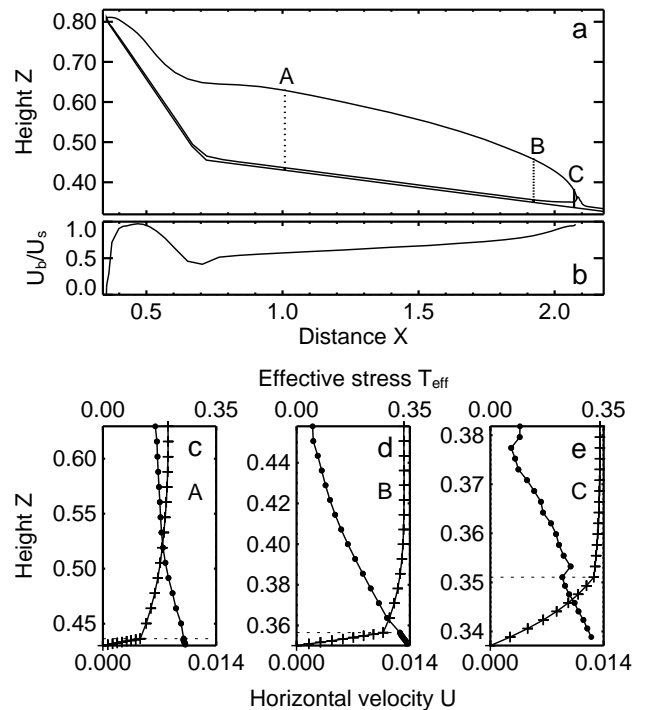 0.80
a
0.70
A
0.60
Height Z
0.50
B
C
0.40
1.0
U_b/U_s
0.5
b
0.0
0.5 1.0 1.5 2.0
Distance X
Effective stress T_eff
0.00 0.35 0.00 0.35 0.00 0.35
0.38
0.60 c 0.44 d e
A B C
0.42 0.37
0.55
Height Z
0.40 0.36
0.50
0.38 0.35
0.45 0.36 0.34
0.000 0.014 0.000 0.014 0.000 0.014
Horizontal velocity U